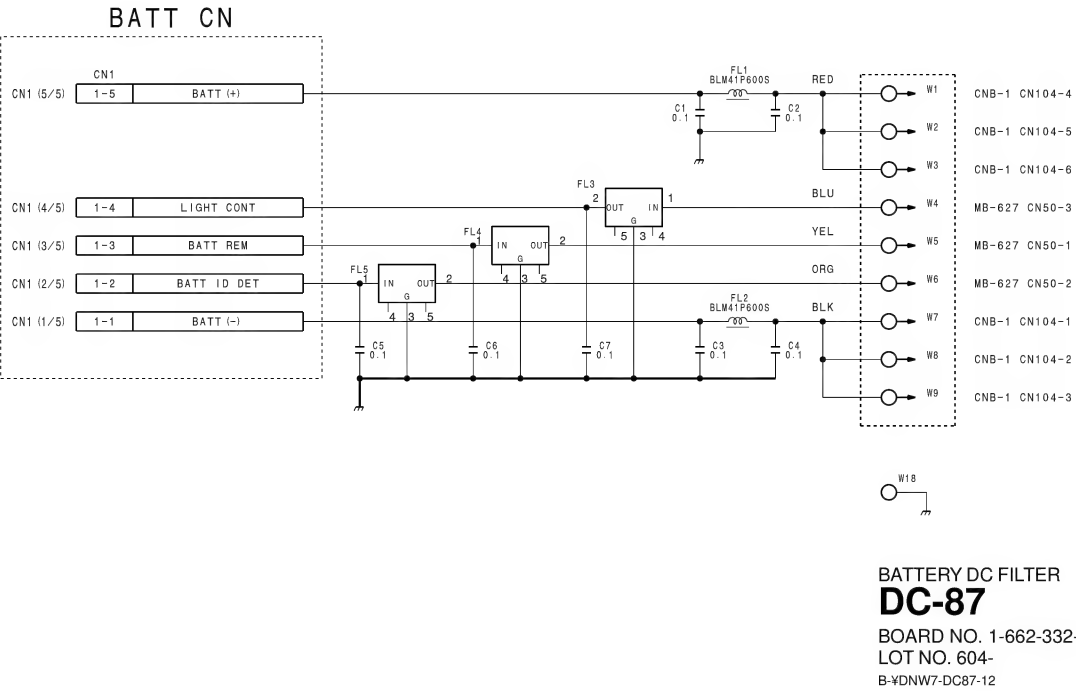 BATT CN
CN1
CN1 (5/5) 1-5 BATT (+)
FL1
BLM41P600S
RED
C1
0.1
C2
0.1
W1 CNB-1 CN104-4
W2 CNB-1 CN104-5
W3 CNB-1 CN104-6
CN1 (4/5) 1-4 LIGHT CONT
FL3
2 OUT IN 1
G
5 3 4
BLU
W4 MB-627 CN50-3
CN1 (3/5) 1-3 BATT REM
FL4
1 IN OUT 2
G
4 3 5
YEL
W5 MB-627 CN50-1
CN1 (2/5) 1-2 BATT ID DET
FL5
1 IN OUT 2
G
4 3 5
ORG
W6 MB-627 CN50-2
CN1 (1/5) 1-1 BATT (-)
FL2
BLM41P600S
BLK
W7 CNB-1 CN104-1
C5
0.1
C6
0.1
C7
0.1
C3
0.1
C4
0.1
W8 CNB-1 CN104-2
W9 CNB-1 CN104-3
W18
BATTERY DC FILTER
DC-87
BOARD NO. 1-662-332-
LOT NO. 604-
B-¥DNW7-DC87-12